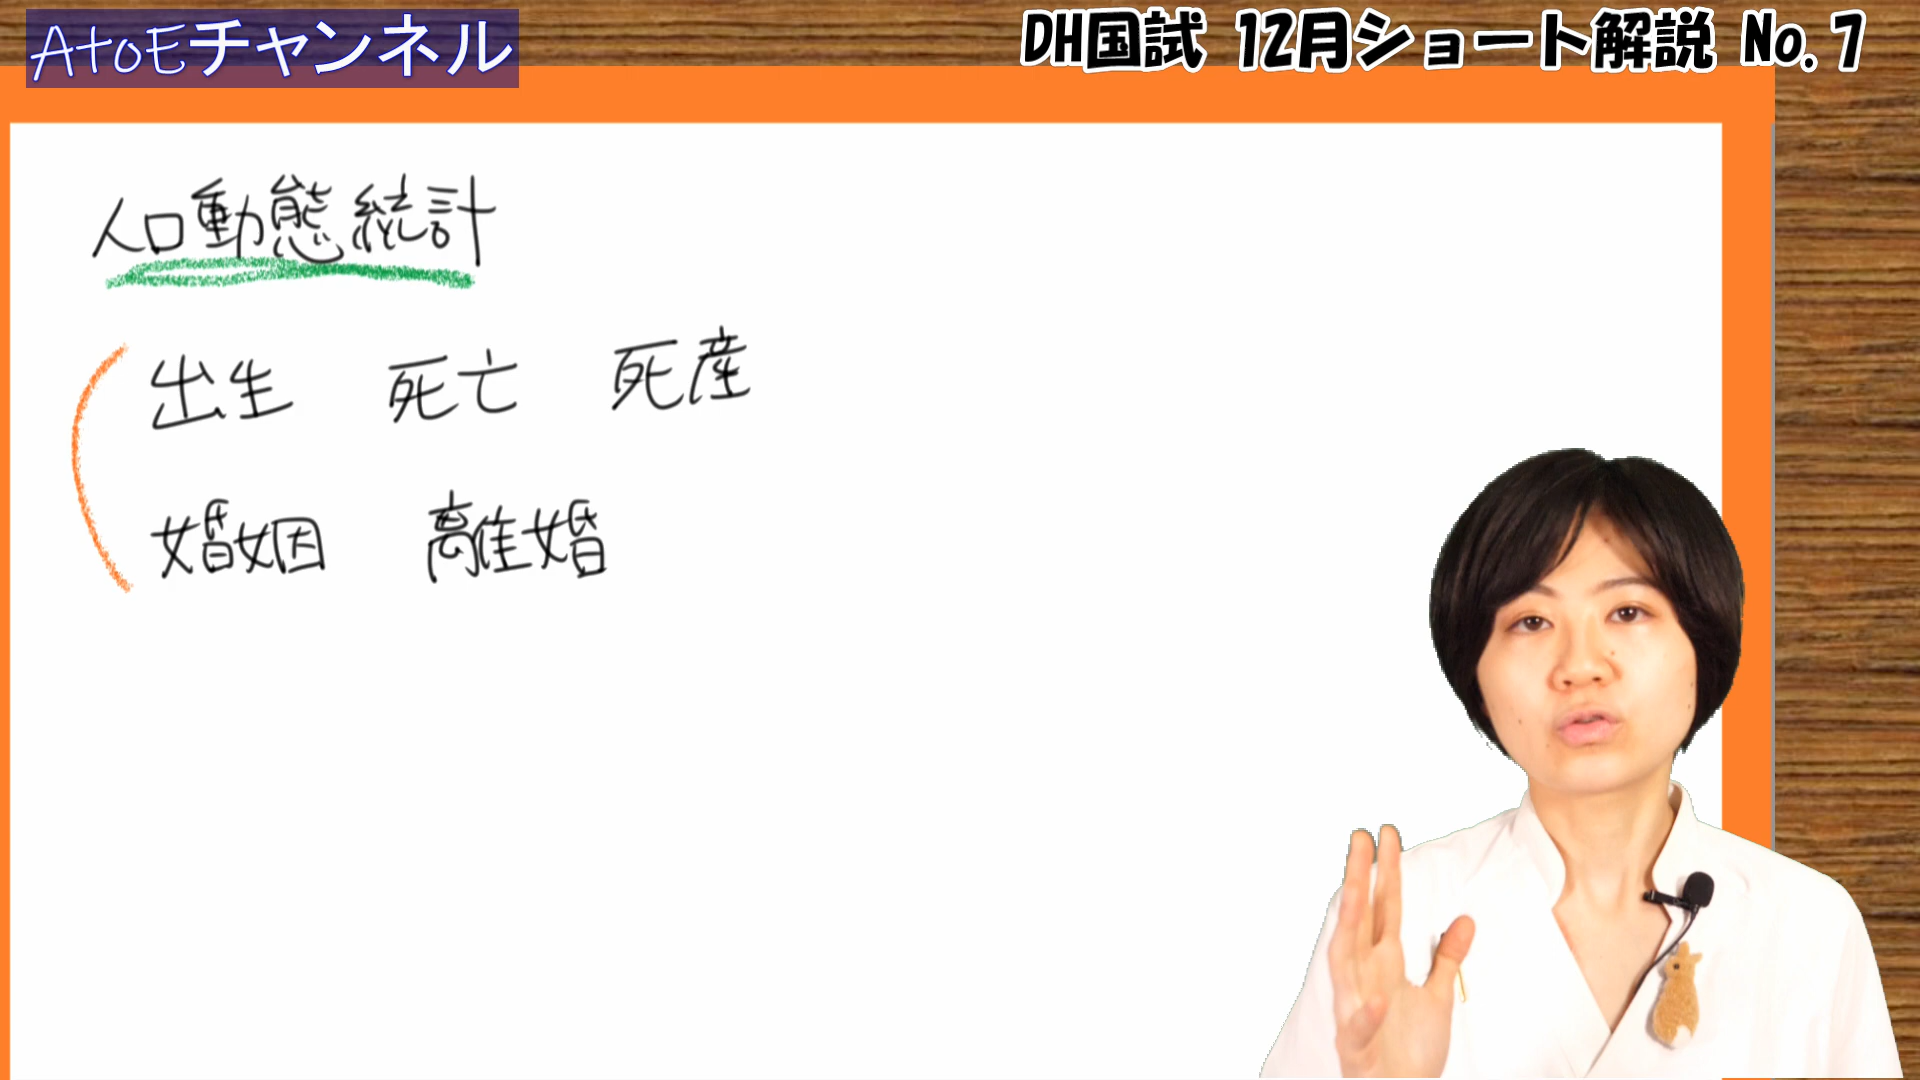 AtoEチャンネル
DH国試 12月ショート解説 No.7
人口動態統計
出生 死亡 死産
婚姻 離婚